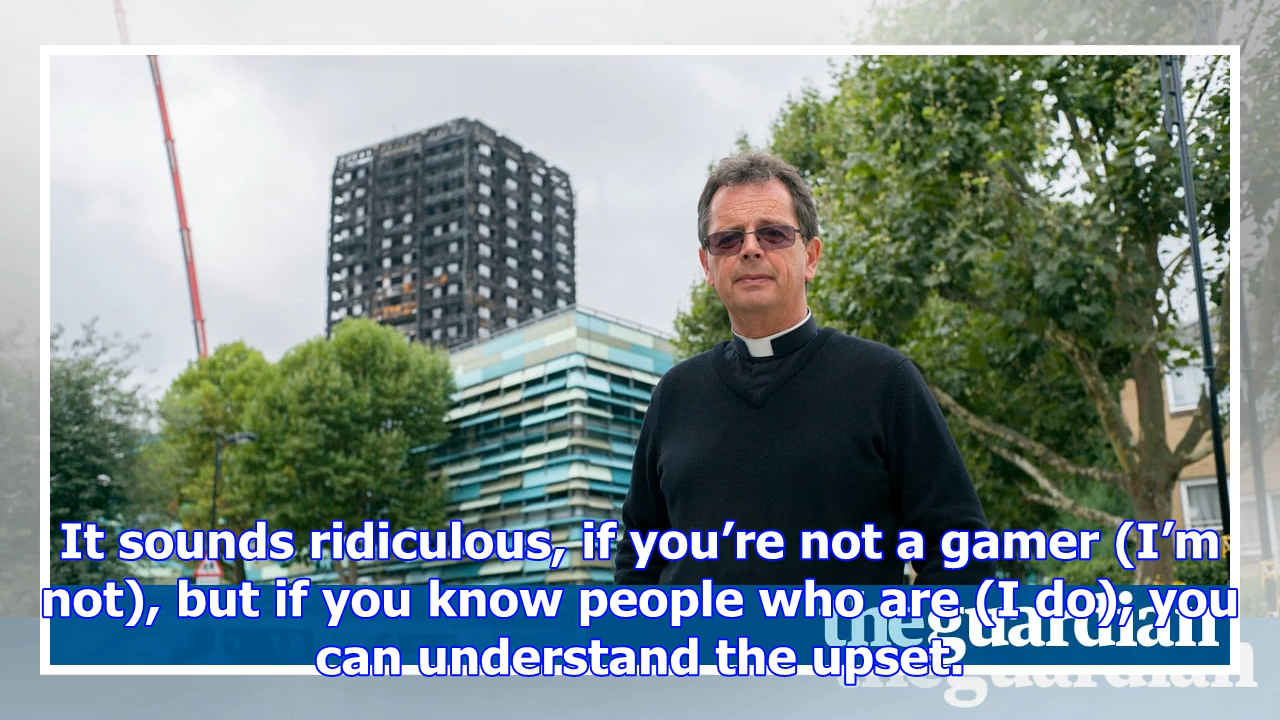 It sounds ridiculous, if you’re not a gamer (I’m
not), but if you know people who are (I do), you
can understand the upset.
theguardian
theguardian